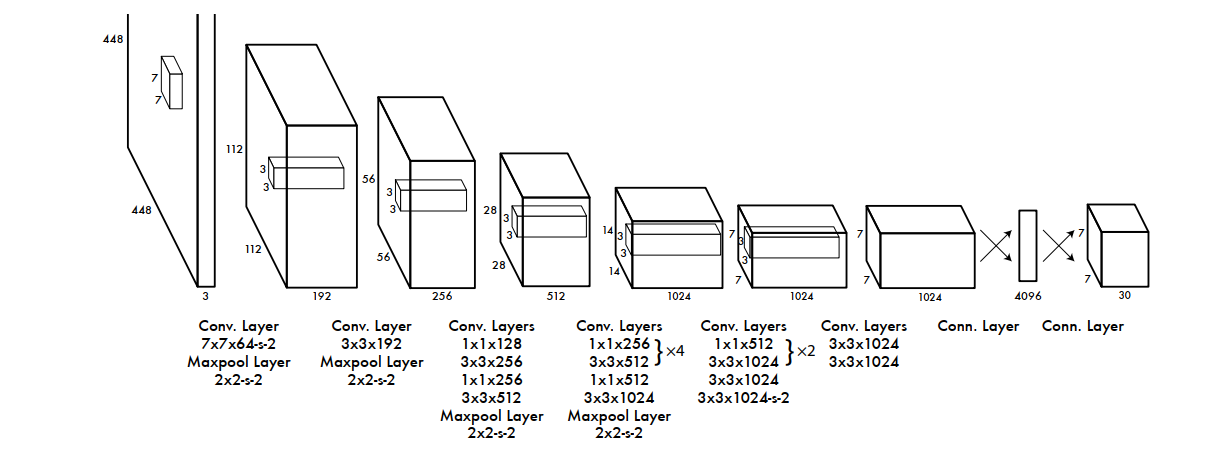 448
7
7
448
3
112
3
3
112
192
56
3
3
56
256
28
3
3
28
512
14
3
3
14
1024
7
3
3
7
1024
7
7
1024
4096
7
7
30
Conv. Layer
7x7x64-s-2
Maxpool Layer
2x2-s-2
Conv. Layer
3x3x192
Maxpool Layer
2x2-s-2
Conv. Layers
1x1x128
3x3x256
1x1x256
3x3x512
Maxpool Layer
2x2-s-2
Conv. Layers
1x1x256
3x3x512
}×4
1x1x512
3x3x1024
Maxpool Layer
2x2-s-2
Conv. Layers
1x1x512
3x3x1024
}×2
3x3x1024
3x3x1024-s-2
Conv. Layers
3x3x1024
3x3x1024
Conn. Layer
Conn. Layer